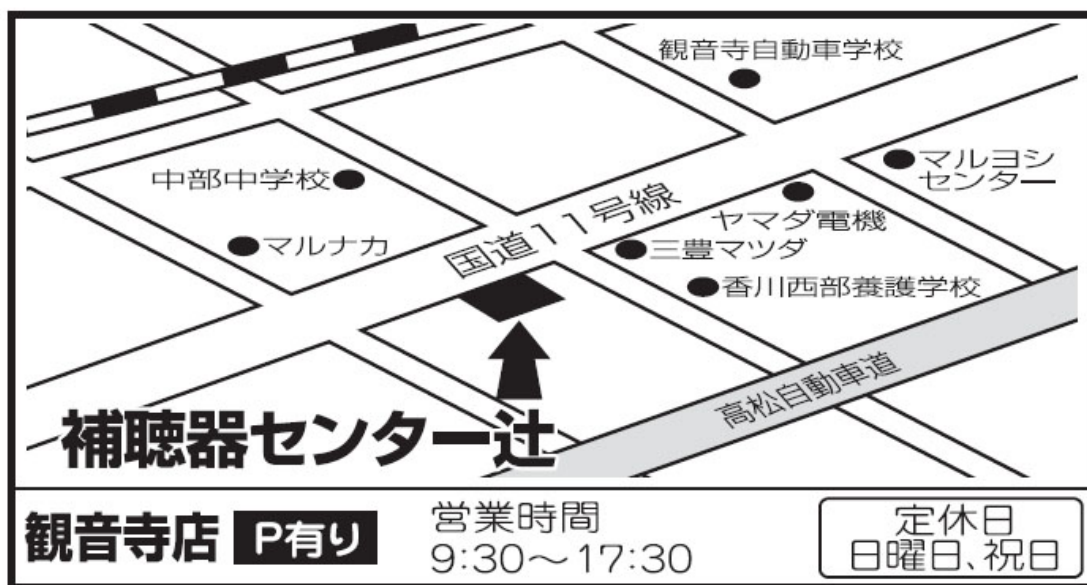 観音寺自動車学校
マルヨシ
センター
中部中学校
ヤマダ電機
国道11号線
マルナカ
三豊マツダ
香川西部養護学校
高松自動車道
補聴器センター辻
観音寺店 P有り
営業時間
9:30～17:30
定休日
日曜日、祝日